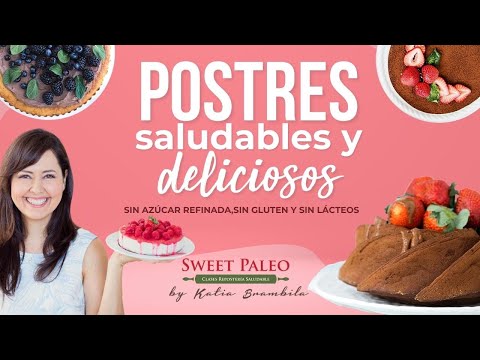 POSTRES
saludables y
deliciosos
SIN AZÚCAR REFINADA,SIN GLUTEN Y SIN LÁCTEOS
SWEET PALEO
CLASES REPOSTERÍA SALUDABLE
by Katia Brambila